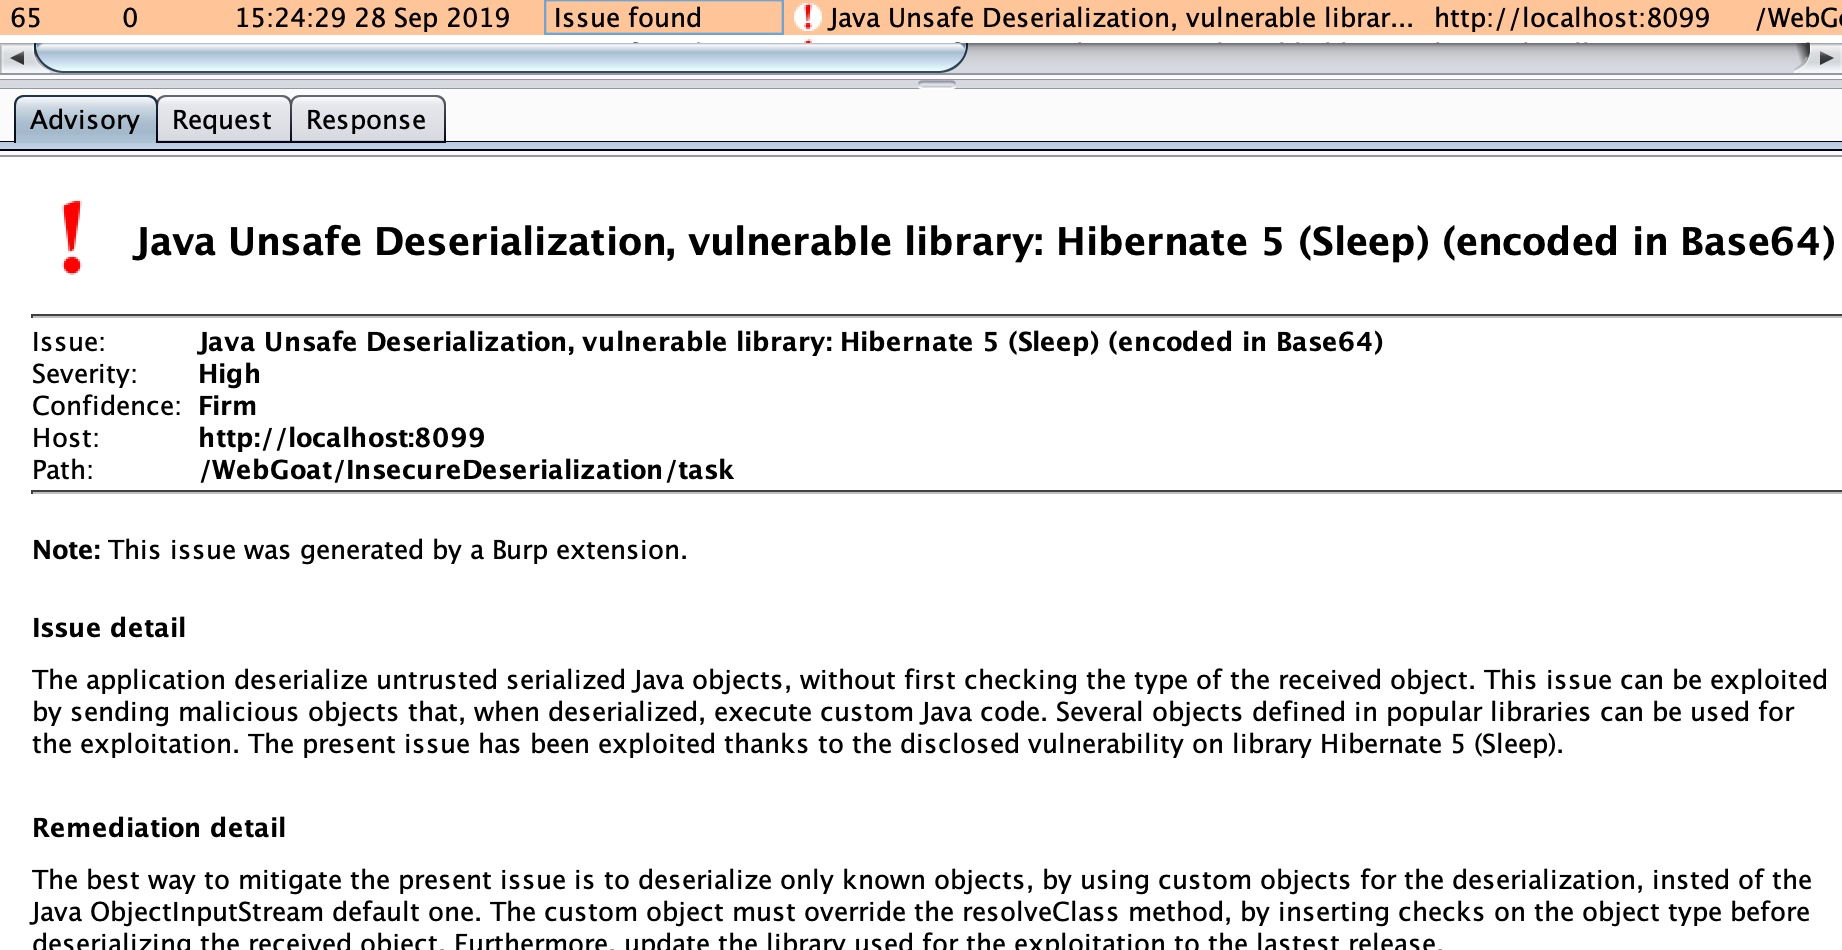 65 0 15:24:29 28 Sep 2019 Issue found Java Unsafe Deserialization, vulnerable librar... http://localhost:8099 /WebG
Advisory Request Response
Java Unsafe Deserialization, vulnerable library: Hibernate 5 (Sleep) (encoded in Base64)
Issue: Java Unsafe Deserialization, vulnerable library: Hibernate 5 (Sleep) (encoded in Base64)
Severity: High
Confidence: Firm
Host: http://localhost:8099
Path: /WebGoat/InsecureDeserialization/task
Note: This issue was generated by a Burp extension.
Issue detail
The application deserialize untrusted serialized Java objects, without first checking the type of the received object. This issue can be exploited
by sending malicious objects that, when deserialized, execute custom Java code. Several objects defined in popular libraries can be used for
the exploitation. The present issue has been exploited thanks to the disclosed vulnerability on library Hibernate 5 (Sleep).
Remediation detail
The best way to mitigate the present issue is to deserialize only known objects, by using custom objects for the deserialization, insted of the
Java ObjectInputStream default one. The custom object must override the resolveClass method, by inserting checks on the object type before
deserializing the received object. Furthermore, update the library used for the exploitation to the lastest release.